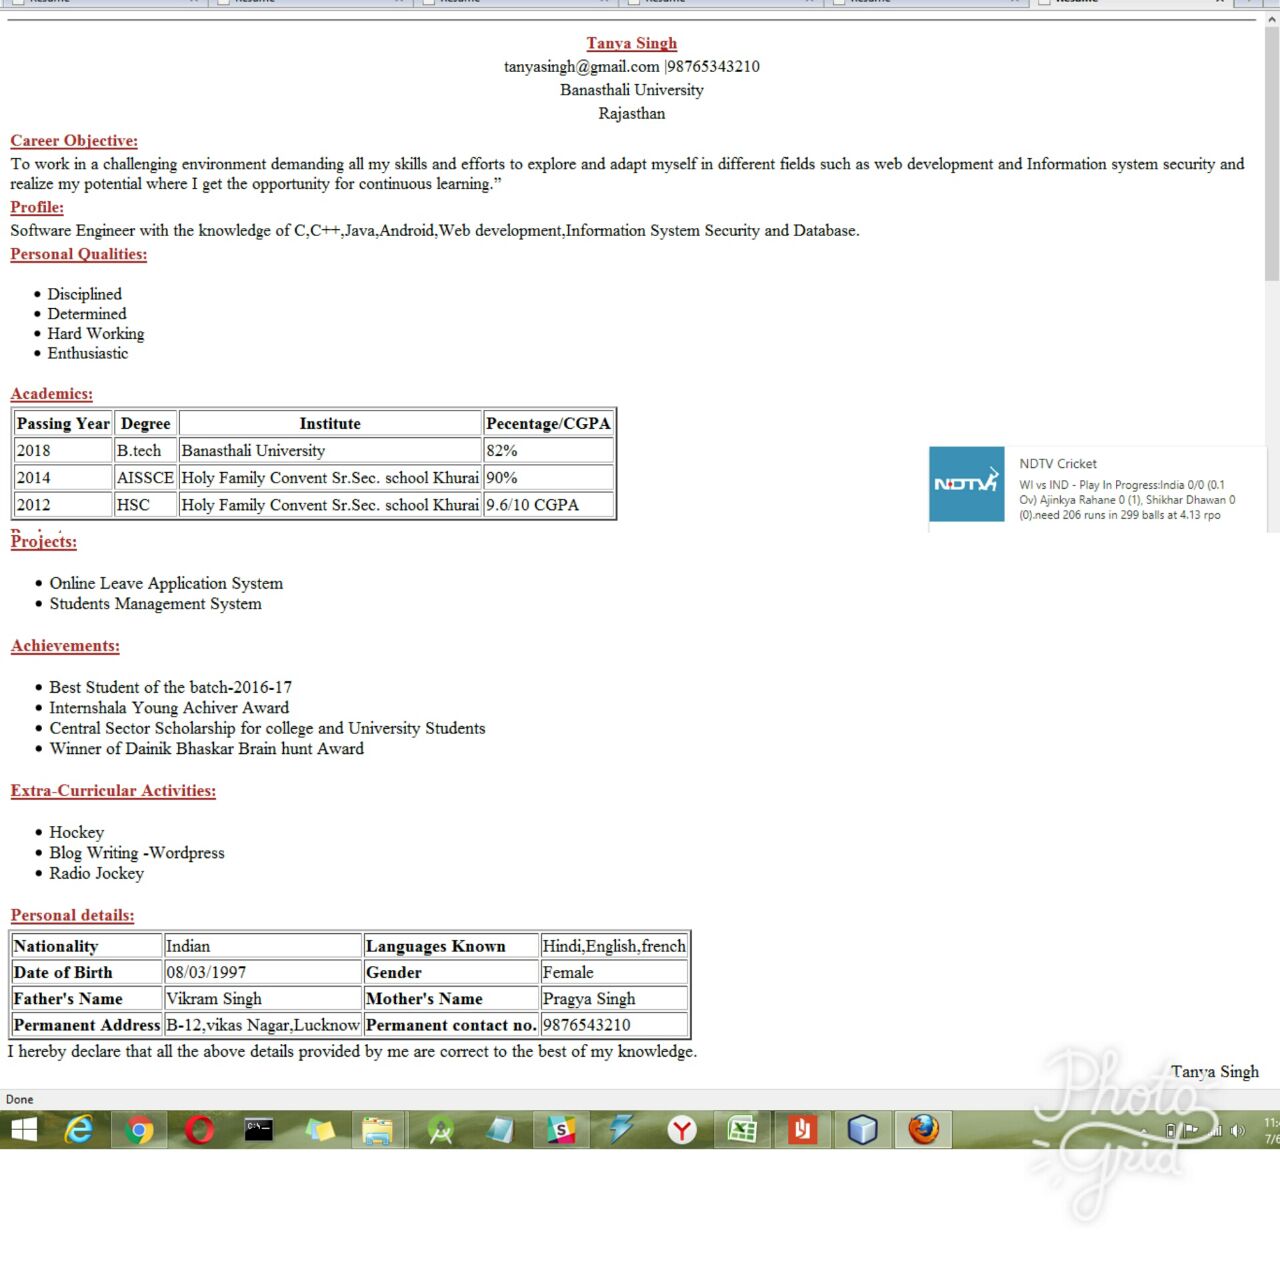 Resume
Tanya Singh
tanyasingh@gmail.com |98765343210
Banasthali University
Rajasthan
Career Objective:
To work in a challenging environment demanding all my skills and efforts to explore and adapt myself in different fields such as web development and Information system security and
realize my potential where I get the opportunity for continuous learning.”
Profile:
Software Engineer with the knowledge of C,C++,Java,Android,Web development,Information System Security and Database.
Personal Qualities:
• Disciplined
• Determined
• Hard Working
• Enthusiastic
Academics:
Passing Year Degree Institute Pecentage/CGPA
2018 B.tech Banasthali University 82%
2014 AISSCE Holy Family Convent Sr.Sec. school Khurai 90%
2012 HSC Holy Family Convent Sr.Sec. school Khurai 9.6/10 CGPA
NDTV
NDTV Cricket
WI vs IND - Play In Progress:India 0/0 (0.1
Ov) Ajinkya Rahane 0 (1), Shikhar Dhawan 0
(0).need 206 runs in 299 balls at 4.13 rpo
Projects:
• Online Leave Application System
• Students Management System
Achievements:
• Best Student of the batch-2016-17
• Internshala Young Achiver Award
• Central Sector Scholarship for college and University Students
• Winner of Dainik Bhaskar Brain hunt Award
Extra-Curricular Activities:
• Hockey
• Blog Writing -Wordpress
• Radio Jockey
Personal details:
Nationality Indian Languages Known Hindi,English,french
Date of Birth 08/03/1997 Gender Female
Father's Name Vikram Singh Mother's Name Pragya Singh
Permanent Address B-12,vikas Nagar,Lucknow Permanent contact no. 9876543210
I hereby declare that all the above details provided by me are correct to the best of my knowledge.
Tanya Singh
Done
Photo
Grid